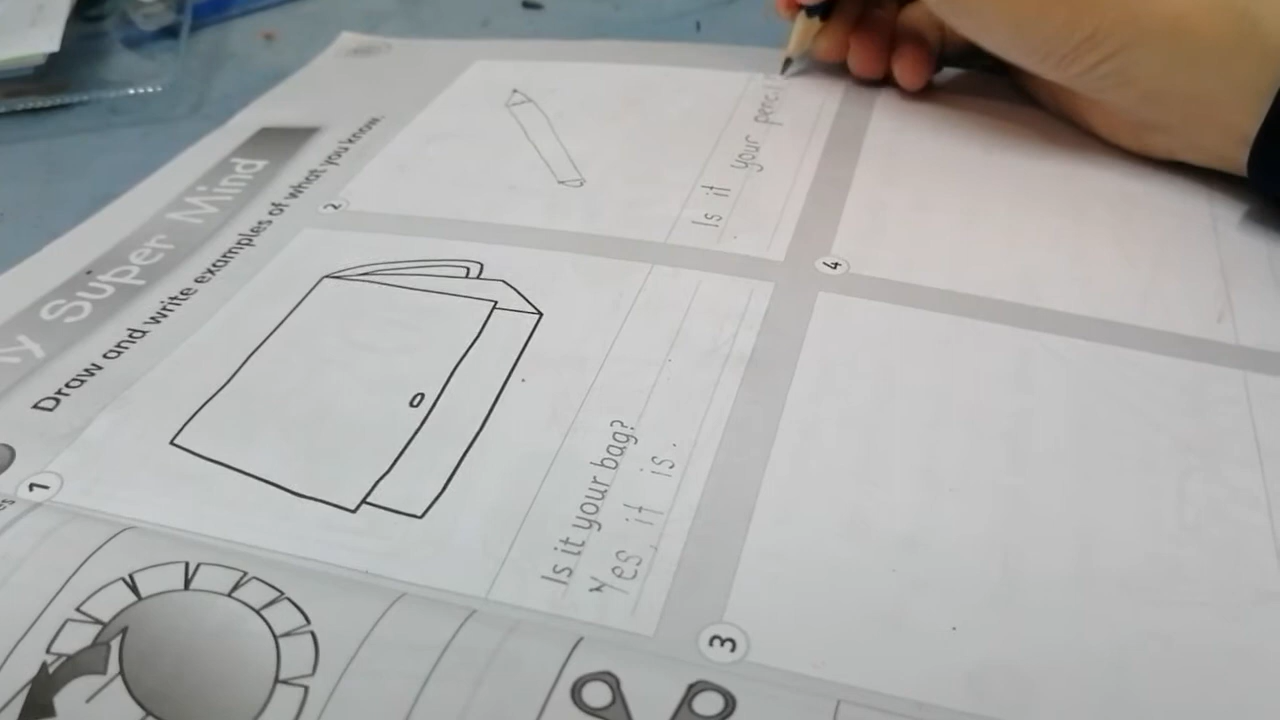 Super Mind
Draw and write examples of what you know.
1
Is it your bag?
Yes, it is.
2
Is it your pencil
3
4